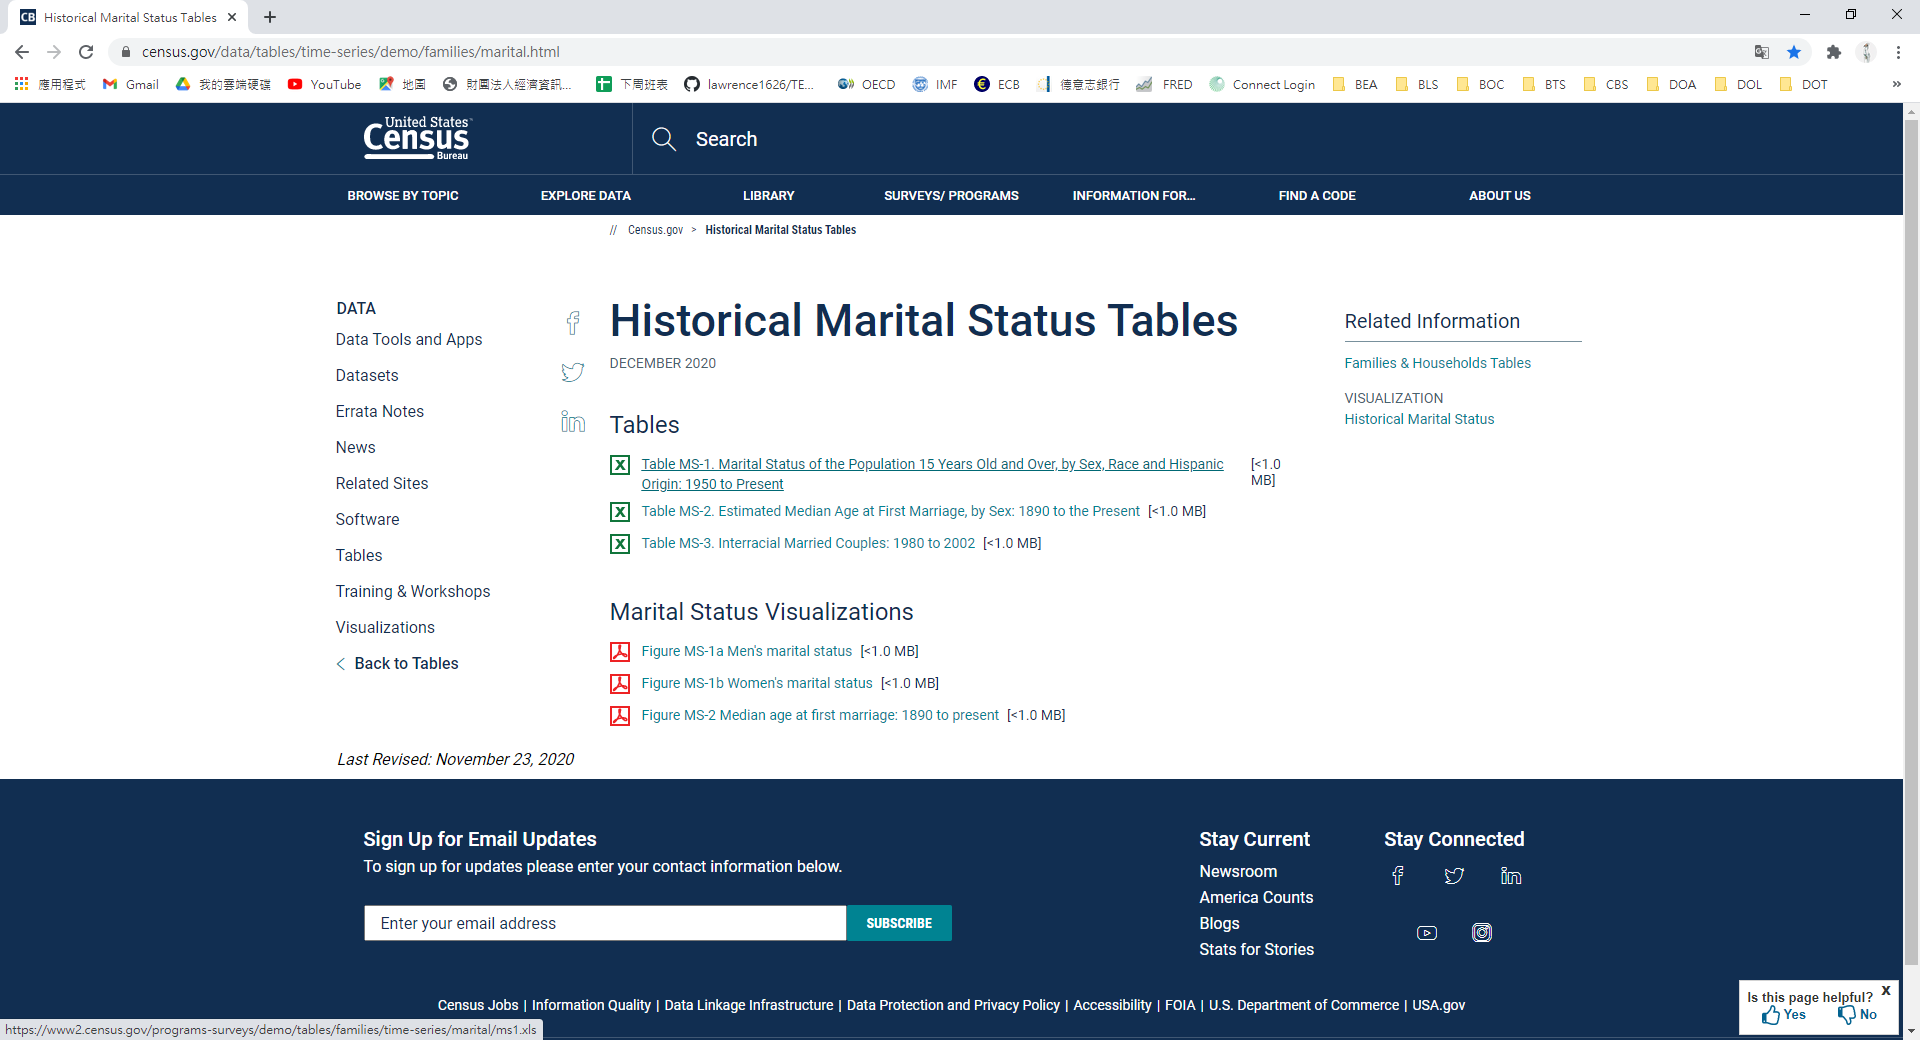 Historical Marital Status Tables
census.gov/data/tables/time-series/demo/families/marital.html
應用程式 Gmail 我的雲端硬碟 YouTube 地圖 財團法人經濟資訊... 下周班表 lawrence1626/TE... OECD IMF ECB 德意志銀行 FRED Connect Login BEA BLS BOC BTS CBS DOA DOL DOT »
United States
Census
Bureau
Search
BROWSE BY TOPIC EXPLORE DATA LIBRARY SURVEYS/ PROGRAMS INFORMATION FOR... FIND A CODE ABOUT US
// Census.gov > Historical Marital Status Tables
DATA
Data Tools and Apps
Datasets
Errata Notes
News
Related Sites
Software
Tables
Training & Workshops
Visualizations
Back to Tables
Historical Marital Status Tables
DECEMBER 2020
Tables
Table MS-1. Marital Status of the Population 15 Years Old and Over, by Sex, Race and Hispanic
Origin: 1950 to Present
[<1.0
MB]
Table MS-2. Estimated Median Age at First Marriage, by Sex: 1890 to the Present [<1.0 MB]
Table MS-3. Interracial Married Couples: 1980 to 2002 [<1.0 MB]
Marital Status Visualizations
Figure MS-1a Men's marital status [<1.0 MB]
Figure MS-1b Women's marital status [<1.0 MB]
Figure MS-2 Median age at first marriage: 1890 to present [<1.0 MB]
Related Information
Families & Households Tables
VISUALIZATION
Historical Marital Status
Last Revised: November 23, 2020
Sign Up for Email Updates
To sign up for updates please enter your contact information below.
Enter your email address
SUBSCRIBE
Stay Current
Newsroom
America Counts
Blogs
Stats for Stories
Stay Connected
Census Jobs | Information Quality | Data Linkage Infrastructure | Data Protection and Privacy Policy | Accessibility | FOIA | U.S. Department of Commerce | USA.gov
Is this page helpful? X
Yes No
https://www2.census.gov/programs-surveys/demo/tables/families/time-series/marital/ms1.xls